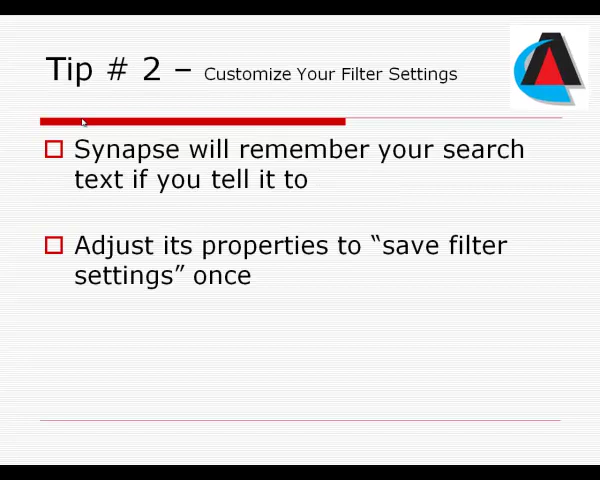 Tip # 2 – Customize Your Filter Settings
Synapse will remember your search
text if you tell it to
Adjust its properties to “save filter
settings” once